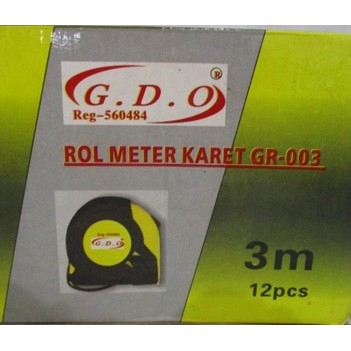 G.D.O ®
Reg-560484
ROL METER KARET GR-003
G.D.O
3m
12pcs